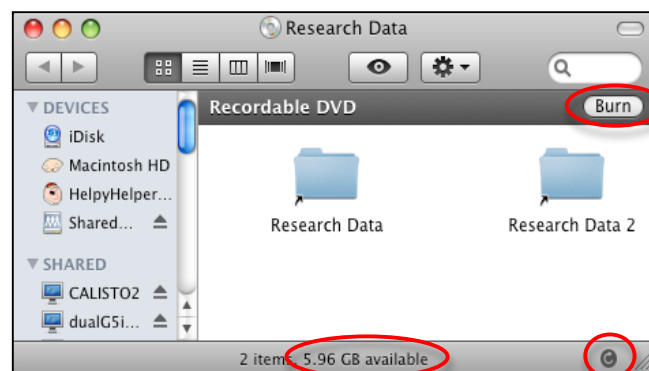 Research Data
DEVICES
Recordable DVD
Burn
iDisk
Macintosh HD
HelpyHelper...
Shared...
Research Data
Research Data 2
SHARED
CALISTO2
dualG5i...
2 items, 5.96 GB available